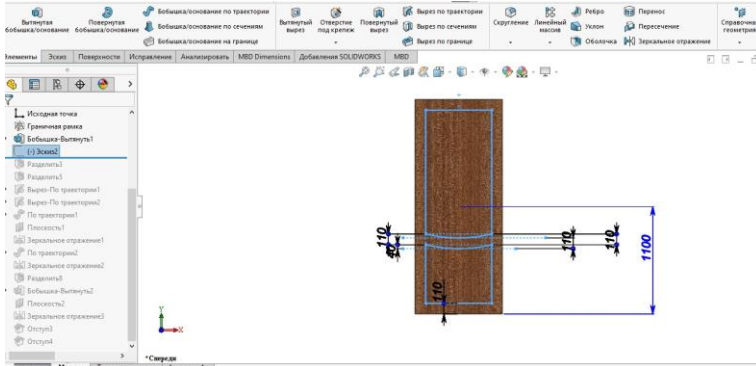 Вытянутая бобышка/основание
Повернутая бобышка/основание
Бобышка/основание по траектории
Бобышка/основание по сечениям
Бобышка/основание на границе
Вытянутый вырез
Отверстие под крепеж
Повернутый вырез
Вырез по траектории
Вырез по сечениям
Вырез по границе
Скругление
Линейный массив
Ребро
Уклон
Оболочка
Перенос
Пересечение
Зеркальное отражение
Справочная геометрия
Элементы Эскиз Поверхности Исправление Анализировать MBD Dimensions Добавления SOLIDWORKS MBD
Исходная точка
Граничная рамка
Бобышка-Вытянуть1
(-) Эскиз2
Разделить3
Разделить5
Вырез-По траектории1
Вырез-По траектории2
По траектории1
Плоскость1
Зеркальное отражение1
По траектории2
Зеркальное отражение2
Разделить8
Бобышка-Вытянуть2
Плоскость2
Зеркальное отражение3
Отступ3
Отступ4
110
40
110
110
110
1100
Y
X
*Спереди